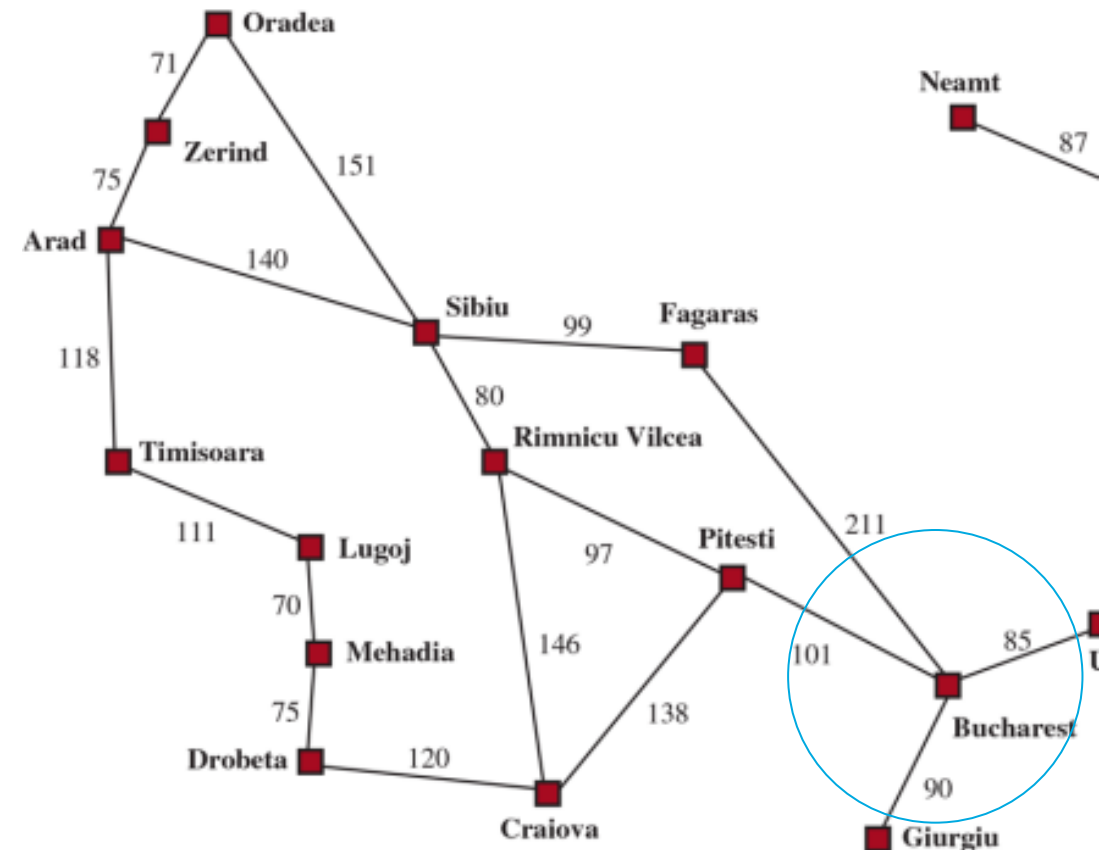 Oradea
71
Neamt
87
Zerind
151
75
Arad
140
Sibiu
Fagaras
99
118
80
Rimnicu Vilcea
Timisoara
211
111
Lugoj
97
Pitesti
70
146
101
85
Mehadia
U
75
138
Bucharest
Drobeta
120
90
Craiova
Giurgiu